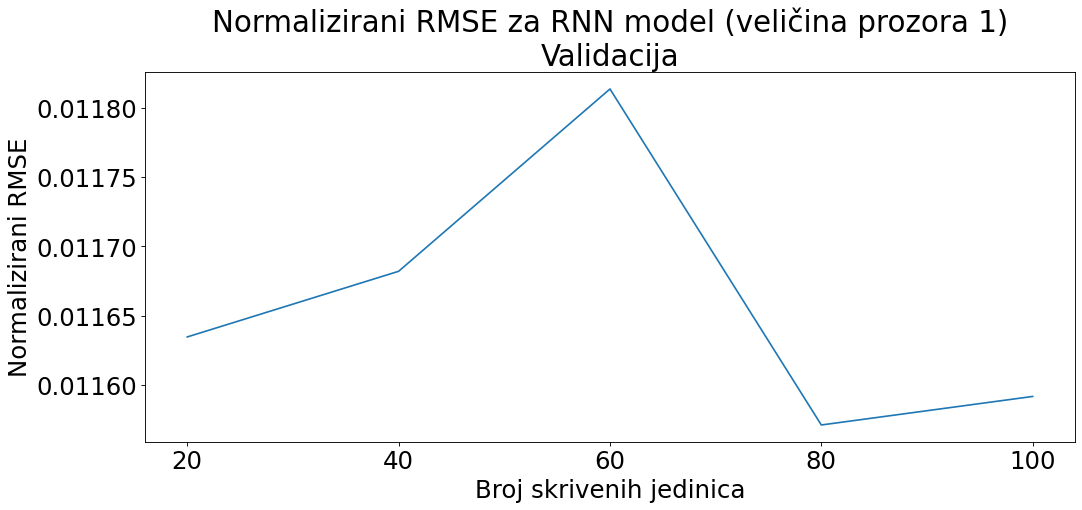 Normalizirani RMSE za RNN model (veličina prozora 1)
Validacija
Normalizirani RMSE
0.01180
0.01175
0.01170
0.01165
0.01160
20 40 60 80 100
Broj skrivenih jedinica